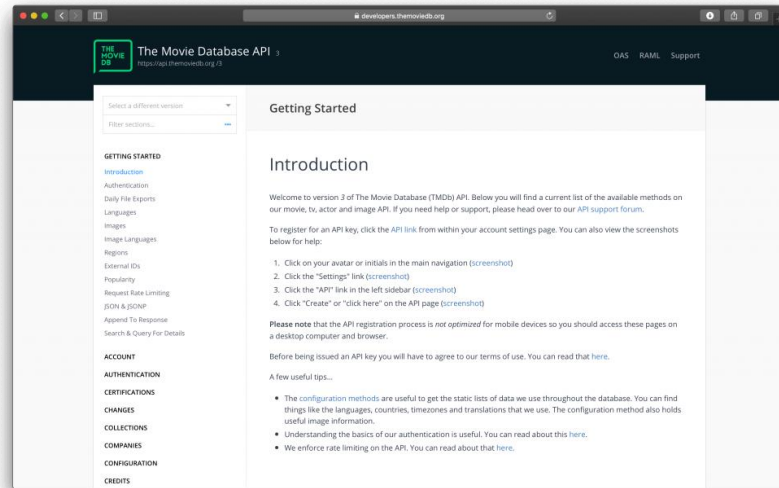 developers.themoviedb.org
THE
MOVIE
DB
The Movie Database API 3
https://api.themoviedb.org /3
OAS RAML Support
Select a different version
Filter sections...
GETTING STARTED
Introduction
Authentication
Daily File Exports
Languages
Images
Image Languages
Regions
External IDs
Popularity
Request Rate Limiting
JSON & JSONP
Append To Response
Search & Query For Details
ACCOUNT
AUTHENTICATION
CERTIFICATIONS
CHANGES
COLLECTIONS
COMPANIES
CONFIGURATION
CREDITS
Getting Started
Introduction
Welcome to version 3 of The Movie Database (TMDb) API. Below you will find a current list of the available methods on
our movie, tv, actor and image API. If you need help or support, please head over to our API support forum.
To register for an API key, click the API link from within your account settings page. You can also view the screenshots
below for help:
1. Click on your avatar or initials in the main navigation (screenshot)
2. Click the "Settings" link (screenshot)
3. Click the "API" link in the left sidebar (screenshot)
4. Click "Create" or "click here" on the API page (screenshot)
Please note that the API registration process is not optimized for mobile devices so you should access these pages on
a desktop computer and browser.
Before being issued an API key you will have to agree to our terms of use. You can read that here.
A few useful tips...
• The configuration methods are useful to get the static lists of data we use throughout the database. You can find
things like the languages, countries, timezones and translations that we use. The configuration method also holds
useful image information.
• Understanding the basics of our authentication is useful. You can read about this here.
• We enforce rate limiting on the API. You can read about that here.